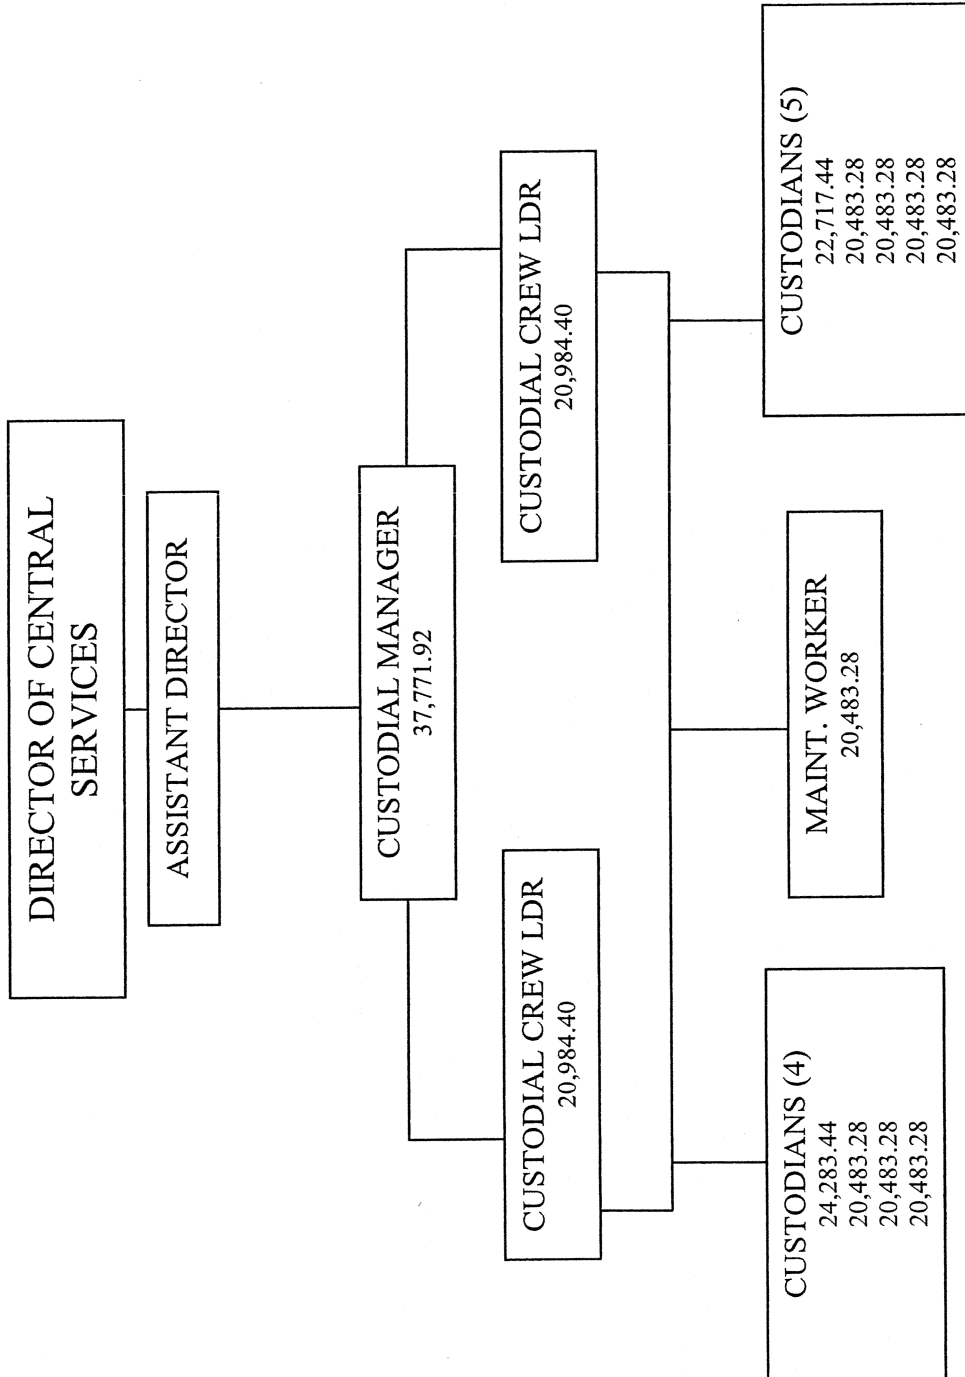 DIRECTOR OF CENTRAL
SERVICES
ASSISTANT DIRECTOR
CUSTODIAL MANAGER
37,771.92
CUSTODIAL CREW LDR
20,984.40
CUSTODIAL CREW LDR
20,984.40
CUSTODIANS (4)
24,283.44
20,483.28
20,483.28
20,483.28
MAINT. WORKER
20,483.28
CUSTODIANS (5)
22,717.44
20,483.28
20,483.28
20,483.28
20,483.28